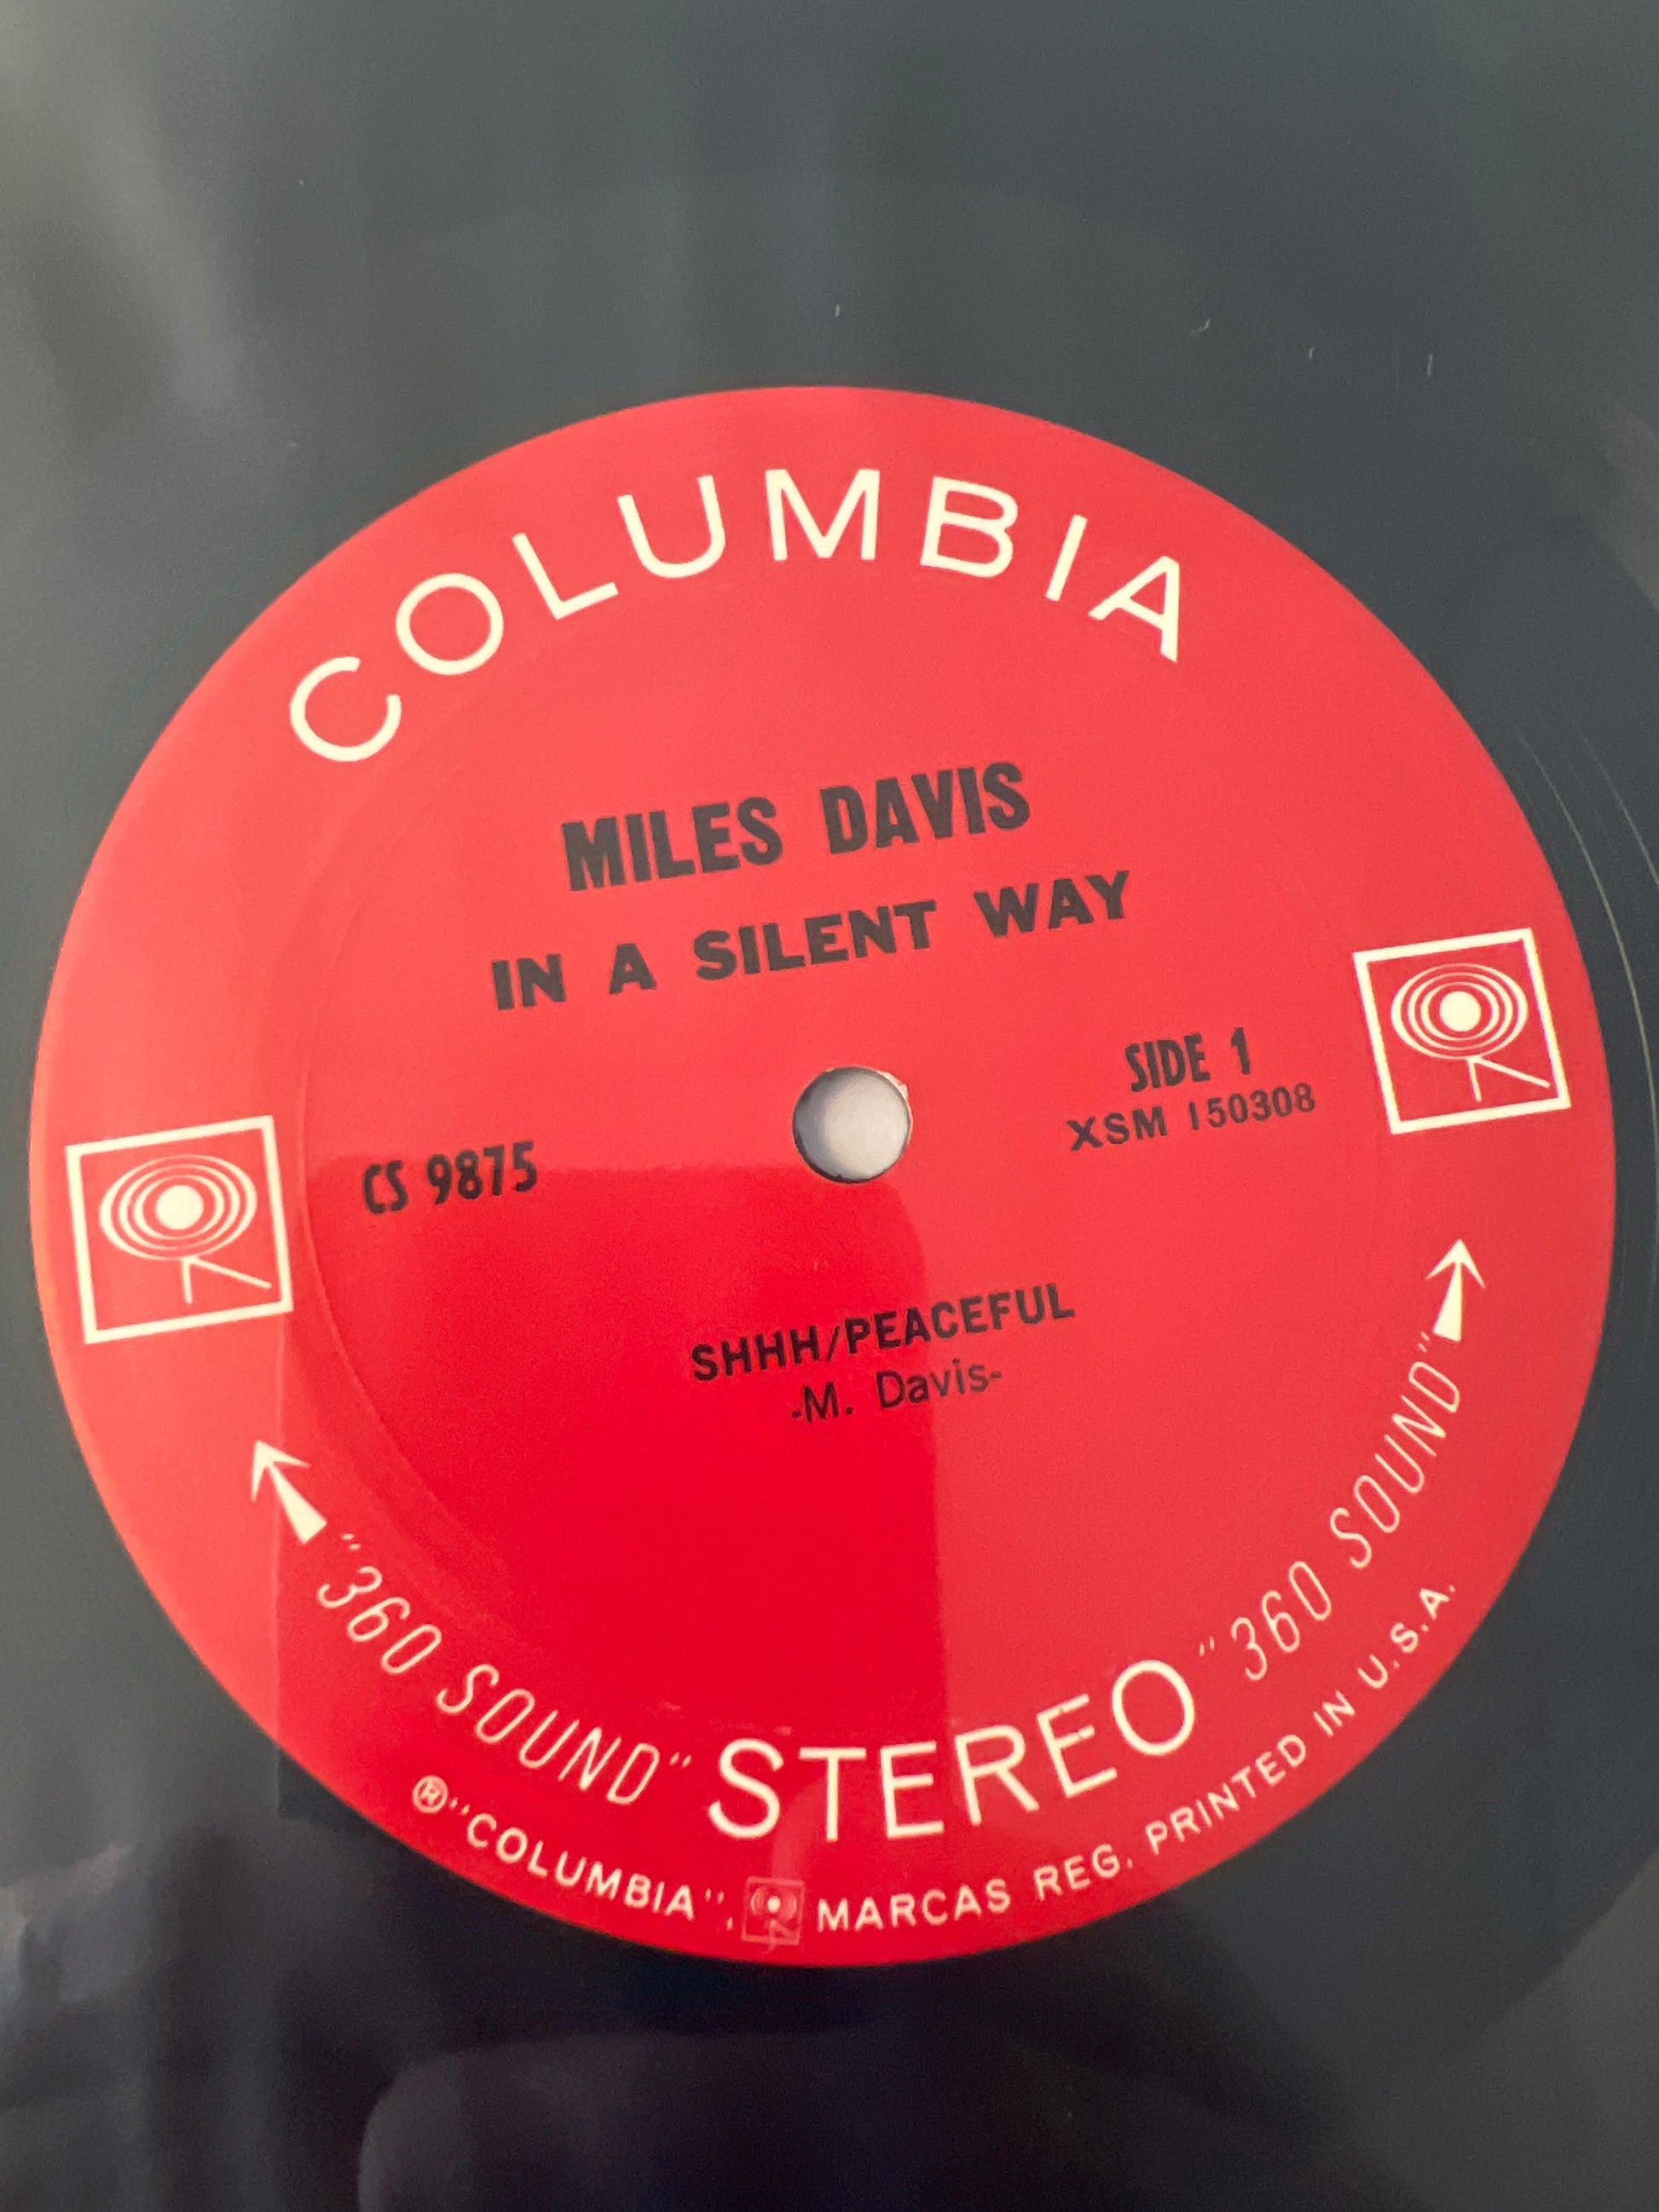 COLUMBIA
MILES DAVIS
IN A SILENT WAY
SIDE 1
XSM 150308
CS 9875
SHHH/PEACEFUL
-M. Davis-
"360 SOUND" STEREO "360 SOUND"
Ⓡ "COLUMBIA", MARCAS REG. PRINTED IN U.S.A.